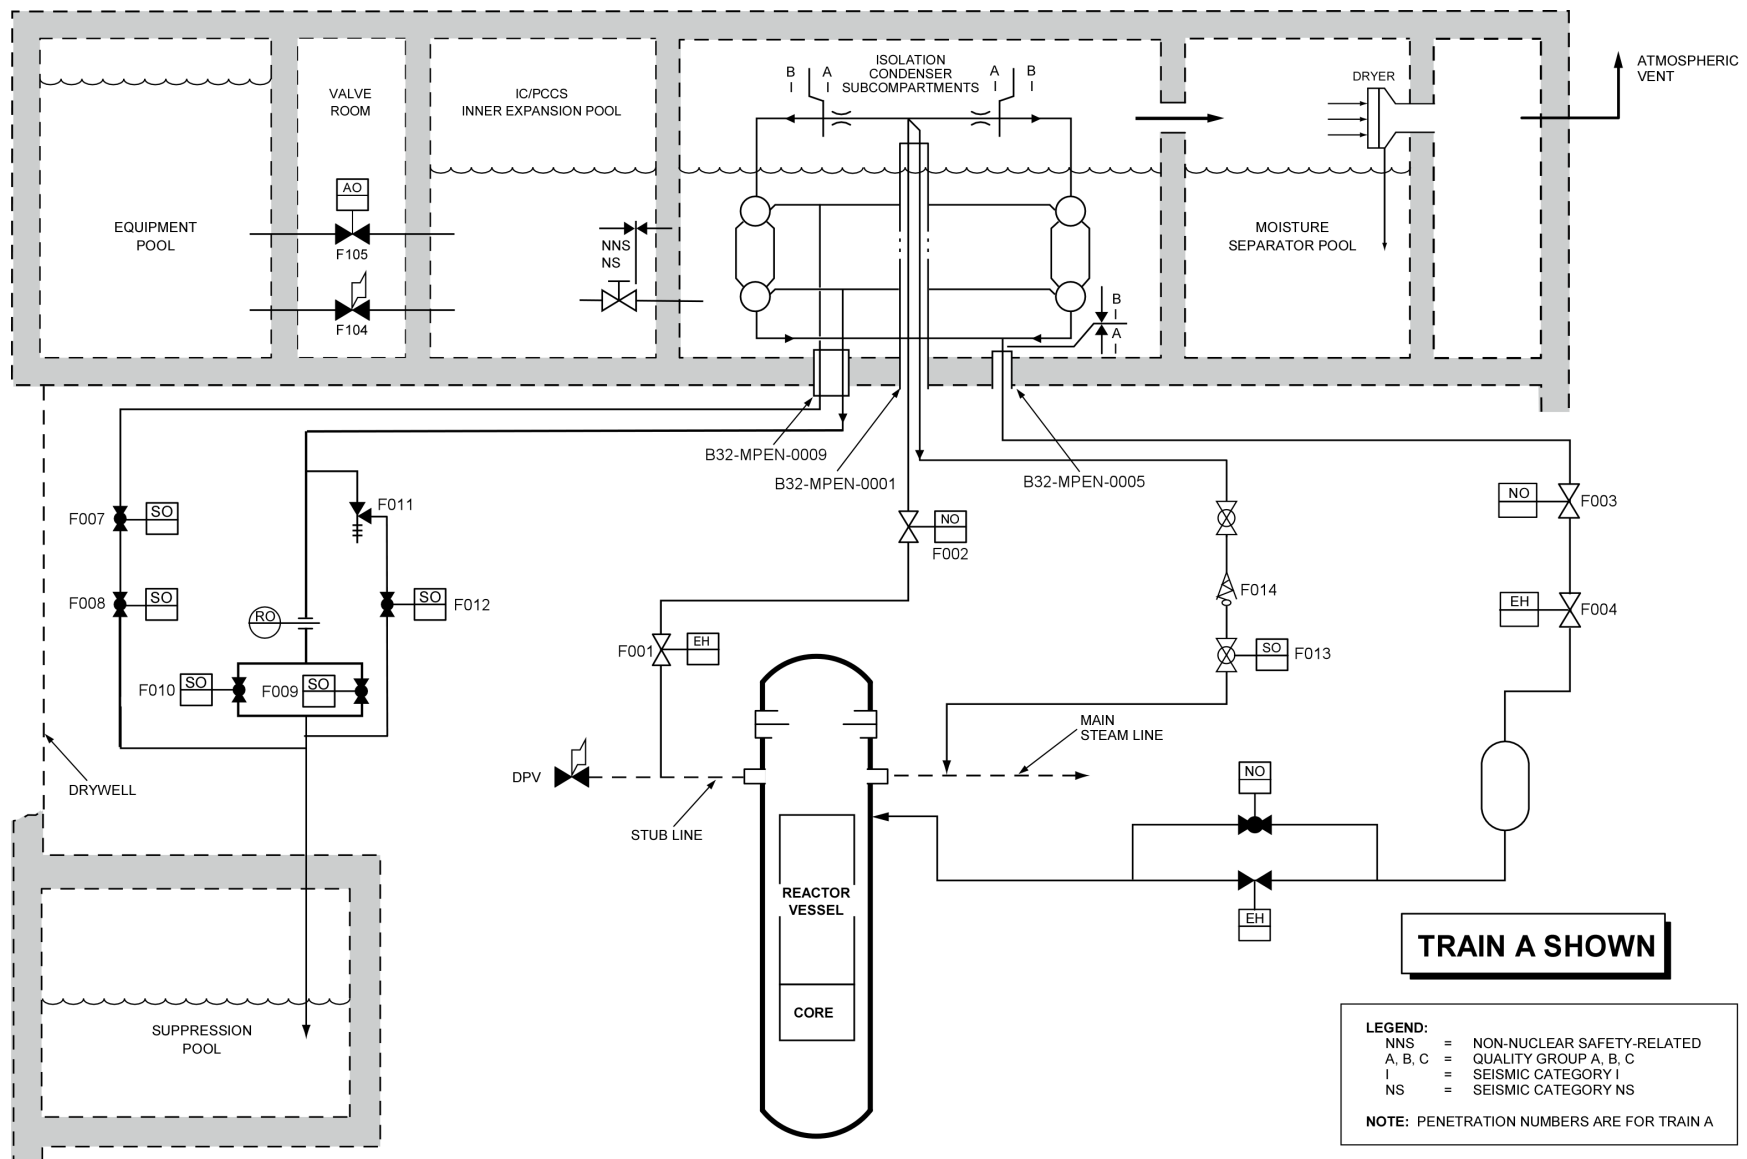 ISOLATION
CONDENSER
SUBCOMPARTMENTS
B
I
A
I
A
I
B
I
ATMOSPHERIC
VENT
DRYER
VALVE
ROOM
IC/PCCS
INNER EXPANSION POOL
AO
F105
F104
EQUIPMENT
POOL
NNS
NS
MOISTURE
SEPARATOR POOL
B
I
A
I
B32-MPEN-0009
B32-MPEN-0001
B32-MPEN-0005
F007
SO
F011
F008
SO
SO
F012
RO
F010
SO
F009
SO
NO
F002
F001
EH
F014
SO
F013
NO
F003
EH
F004
MAIN
STEAM LINE
DPV
STUB LINE
DRYWELL
NO
EH
REACTOR
VESSEL
CORE
SUPPRESSION
POOL
TRAIN A SHOWN
LEGEND:
NNS = NON-NUCLEAR SAFETY-RELATED
A, B, C = QUALITY GROUP A, B, C
I = SEISMIC CATEGORY I
NS = SEISMIC CATEGORY NS
NOTE: PENETRATION NUMBERS ARE FOR TRAIN A